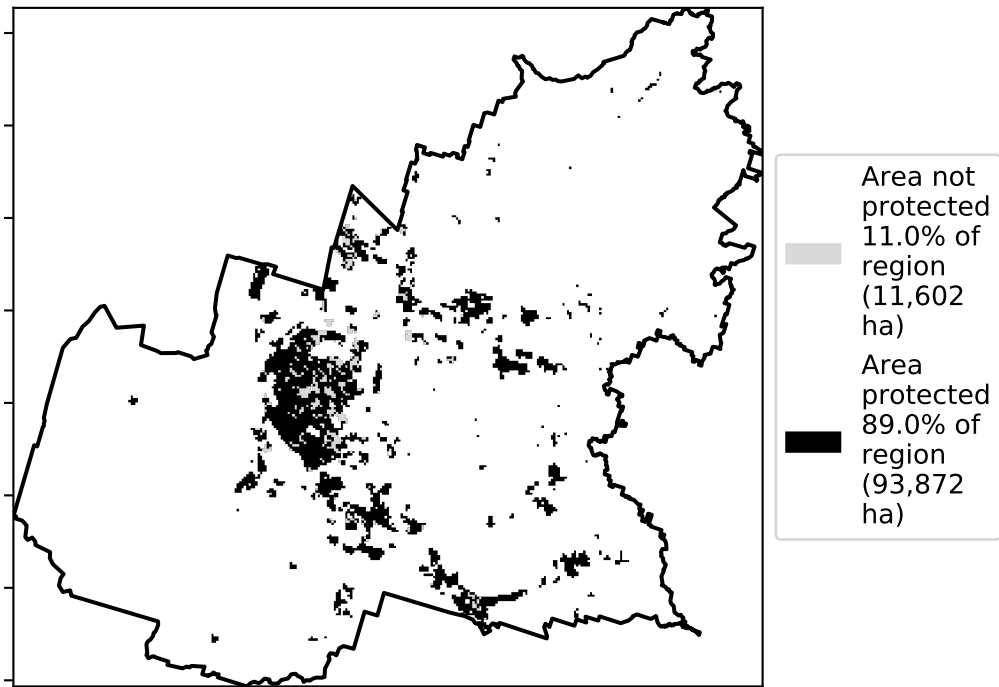 Area not
protected
11.0% of
region
(11,602
ha)
Area
protected
89.0% of
region
(93,872
ha)